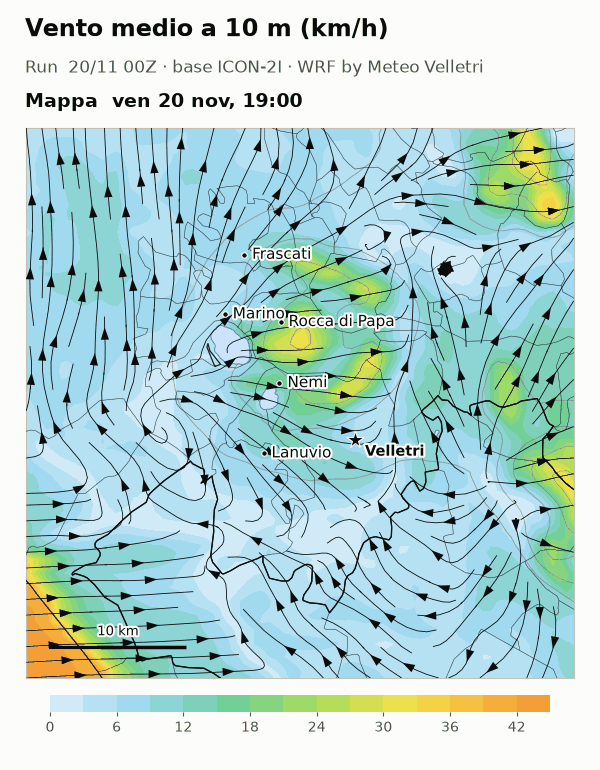 Vento medio a 10 m (km/h)
Run  20/11 00Z · base ICON-2I · WRF by Meteo Velletri
Mappa  ven 20 nov, 19:00
Frascati
Marino
Rocca di Papa
Nemi
Velletri
Lanuvio
10 km
0 6 12 18 24 30 36 42